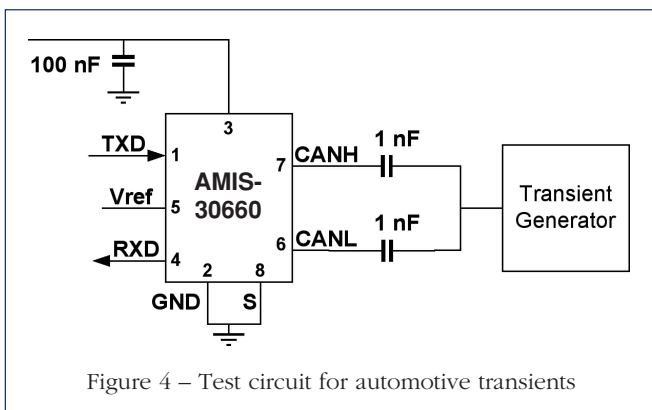 100 nF
3
1 nF
TXD
CANH
7
1
AMIS-
30660
Transient
Generator
Vref
5
1 nF
CANL
6
RXD
4
2
8
GND
S
Figure 4 – Test circuit for automotive transients